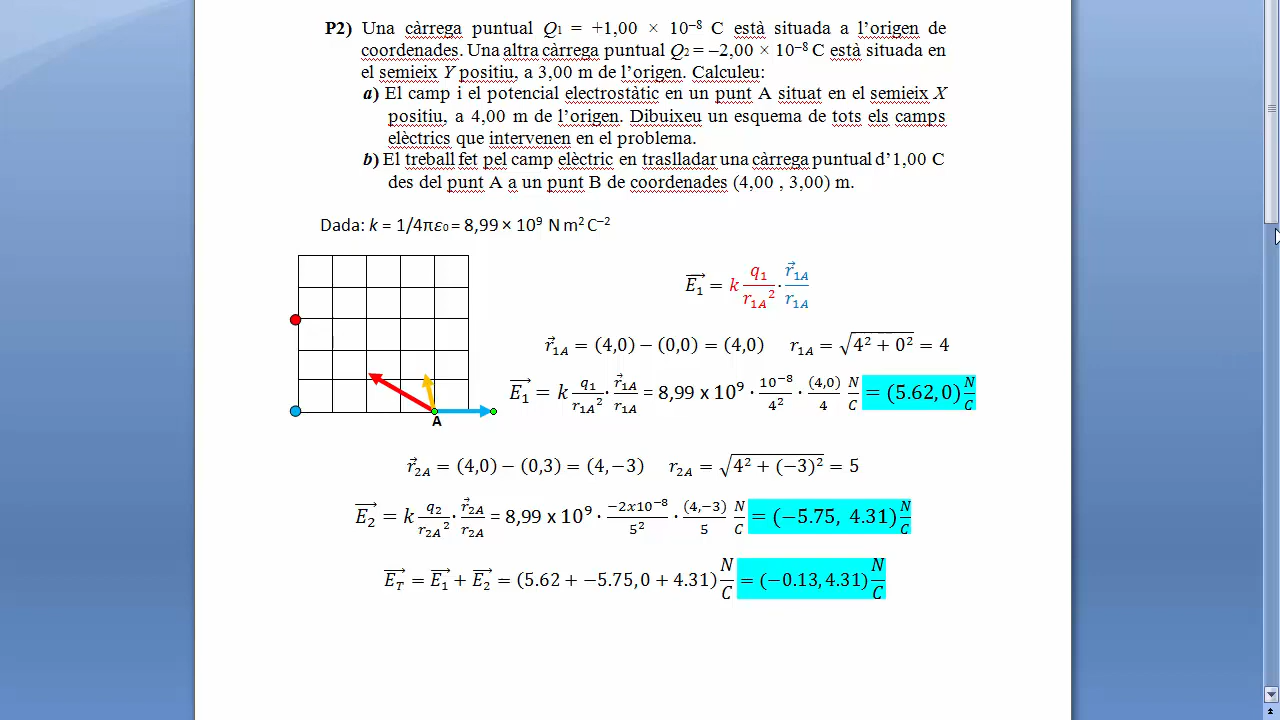 P2) Una càrrega puntual Q₁ = +1,00 × 10⁻⁸ C està situada a l’origen de
coordenades. Una altra càrrega puntual Q₂ = –2,00 × 10⁻⁸ C està situada en
el semieix Y positiu, a 3,00 m de l’origen. Calculeu:
a) El camp i el potencial electrostàtic en un punt A situat en el semieix X
positiu, a 4,00 m de l’origen. Dibuixeu un esquema de tots els camps
elèctrics que intervenen en el problema.
b) El treball fet pel camp elèctric en traslladar una càrrega puntual d’1,00 C
des del punt A a un punt B de coordenades (4,00 , 3,00) m.
Dada: k = 1/4πε₀ = 8,99 × 10⁹ N m² C⁻²
E₁⃗ = k q₁/r₁A² · r⃗₁A/r₁A
r⃗₁A = (4,0) − (0,0) = (4,0) r₁A = √(4² + 0²) = 4
E₁⃗ = k q₁/r₁A² · r⃗₁A/r₁A = 8,99 x 10⁹ · 10⁻⁸/4² · (4,0)/4 N/C = (5.62, 0) N/C
A
r⃗₂A = (4,0) − (0,3) = (4,−3) r₂A = √(4² + (−3)²) = 5
E₂⃗ = k q₂/r₂A² · r⃗₂A/r₂A = 8,99 x 10⁹ · −2x10⁻⁸/5² · (4,−3)/5 N/C = (−5.75, 4.31) N/C
E_T⃗ = E₁⃗ + E₂⃗ = (5.62 + −5.75, 0 + 4.31) N/C = (−0.13, 4.31) N/C